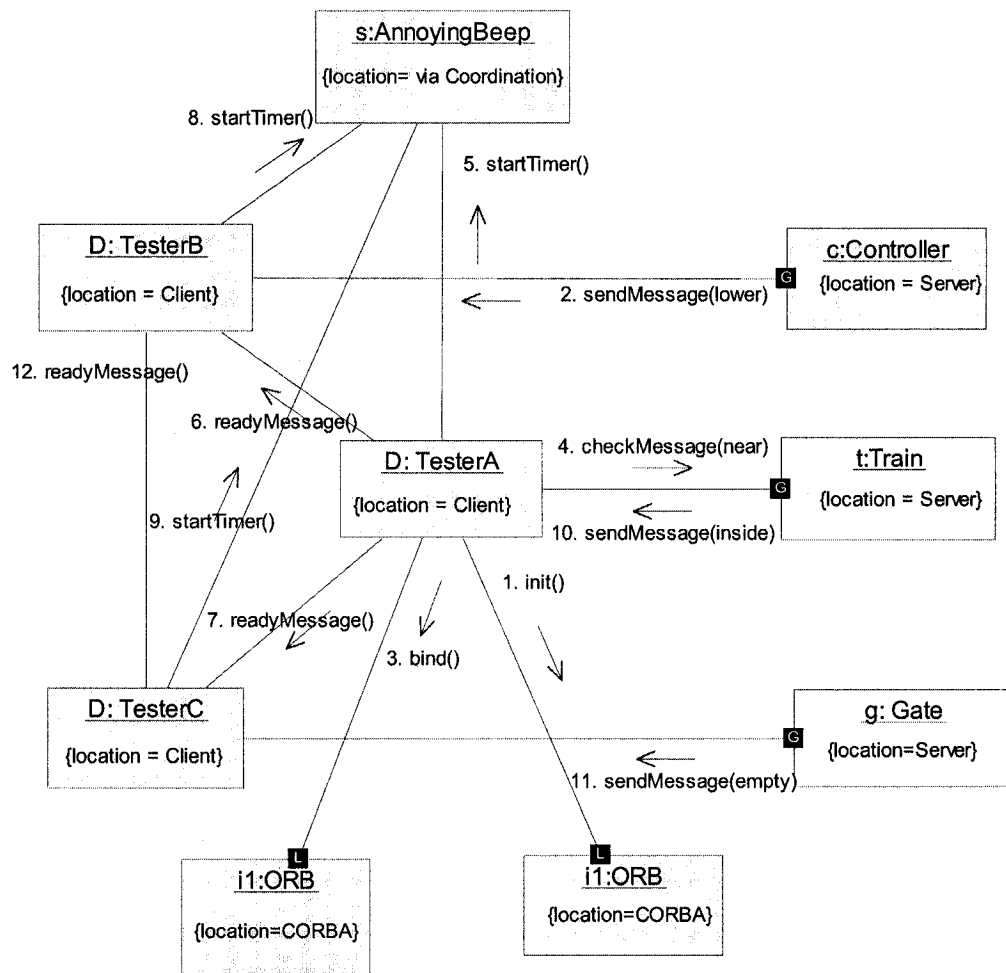 s:AnnoyingBeep
{location= via Coordination}
8. startTimer()
5. startTimer()
D: TesterB
{location = Client}
c:Controller
{location = Server}
G
2. sendMessage(lower)
12. readyMessage()
6. readyMessage()
D: TesterA
{location = Client}
4. checkMessage(near)
t:Train
{location = Server}
G
9. startTimer()
10. sendMessage(inside)
1. init()
7. readyMessage()
3. bind()
D: TesterC
{location = Client}
g: Gate
{location=Server}
G
11. sendMessage(empty)
L
i1:ORB
{location=CORBA}
L
i1:ORB
{location=CORBA}